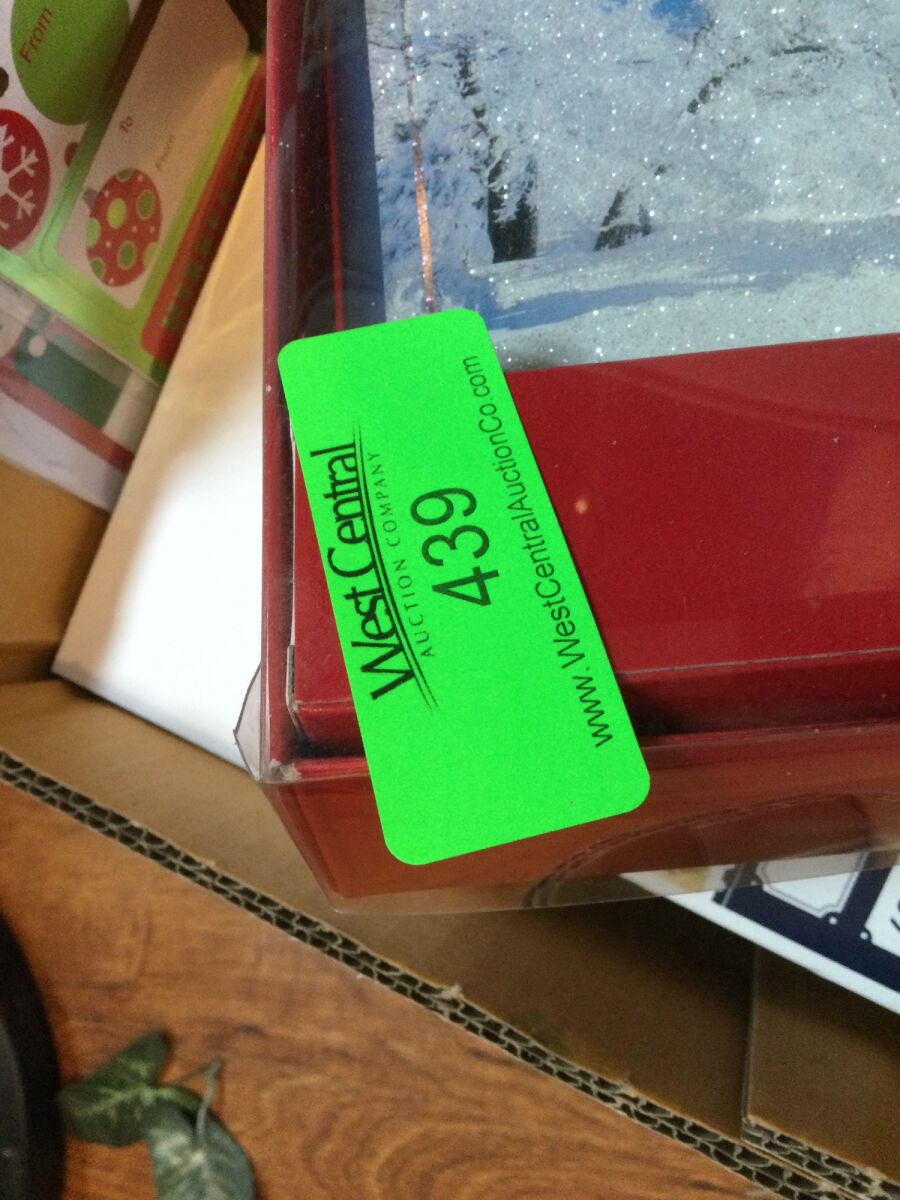 West Central
AUCTION COMPANY
439
www.WestCentralAuctionCo.com
From
To
From